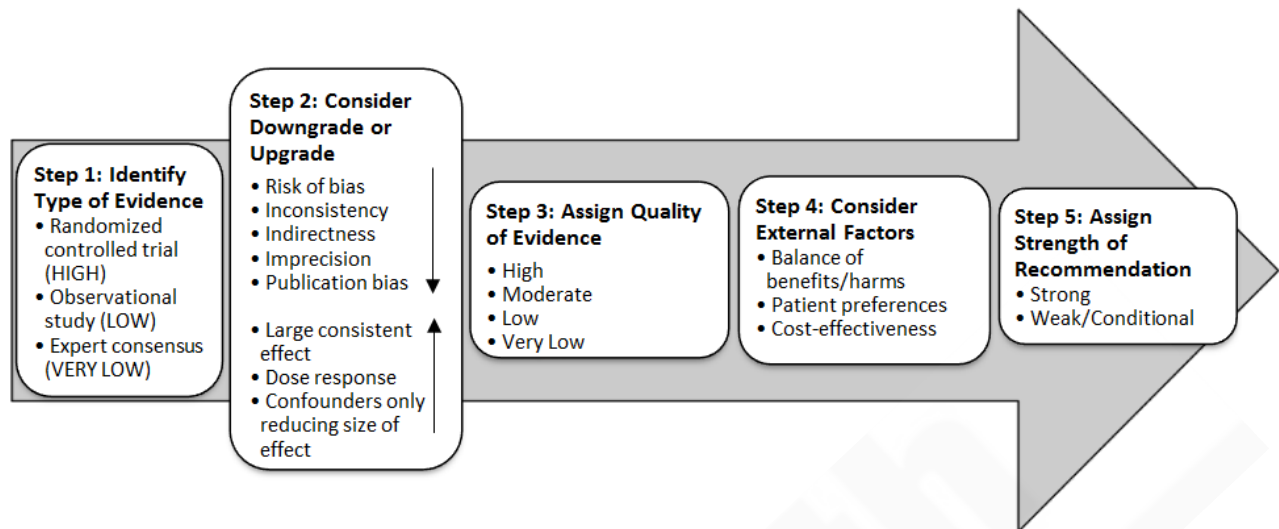 Step 1: Identify
Type of Evidence
• Randomized
controlled trial
(HIGH)
• Observational
study (LOW)
• Expert consensus
(VERY LOW)
Step 2: Consider
Downgrade or
Upgrade
• Risk of bias
• Inconsistency
• Indirectness
• Imprecision
• Publication bias
• Large consistent
effect
• Dose response
• Confounders only
reducing size of
effect
Step 3: Assign Quality
of Evidence
• High
• Moderate
• Low
• Very Low
Step 4: Consider
External Factors
• Balance of
benefits/harms
• Patient preferences
• Cost-effectiveness
Step 5: Assign
Strength of
Recommendation
• Strong
• Weak/Conditional